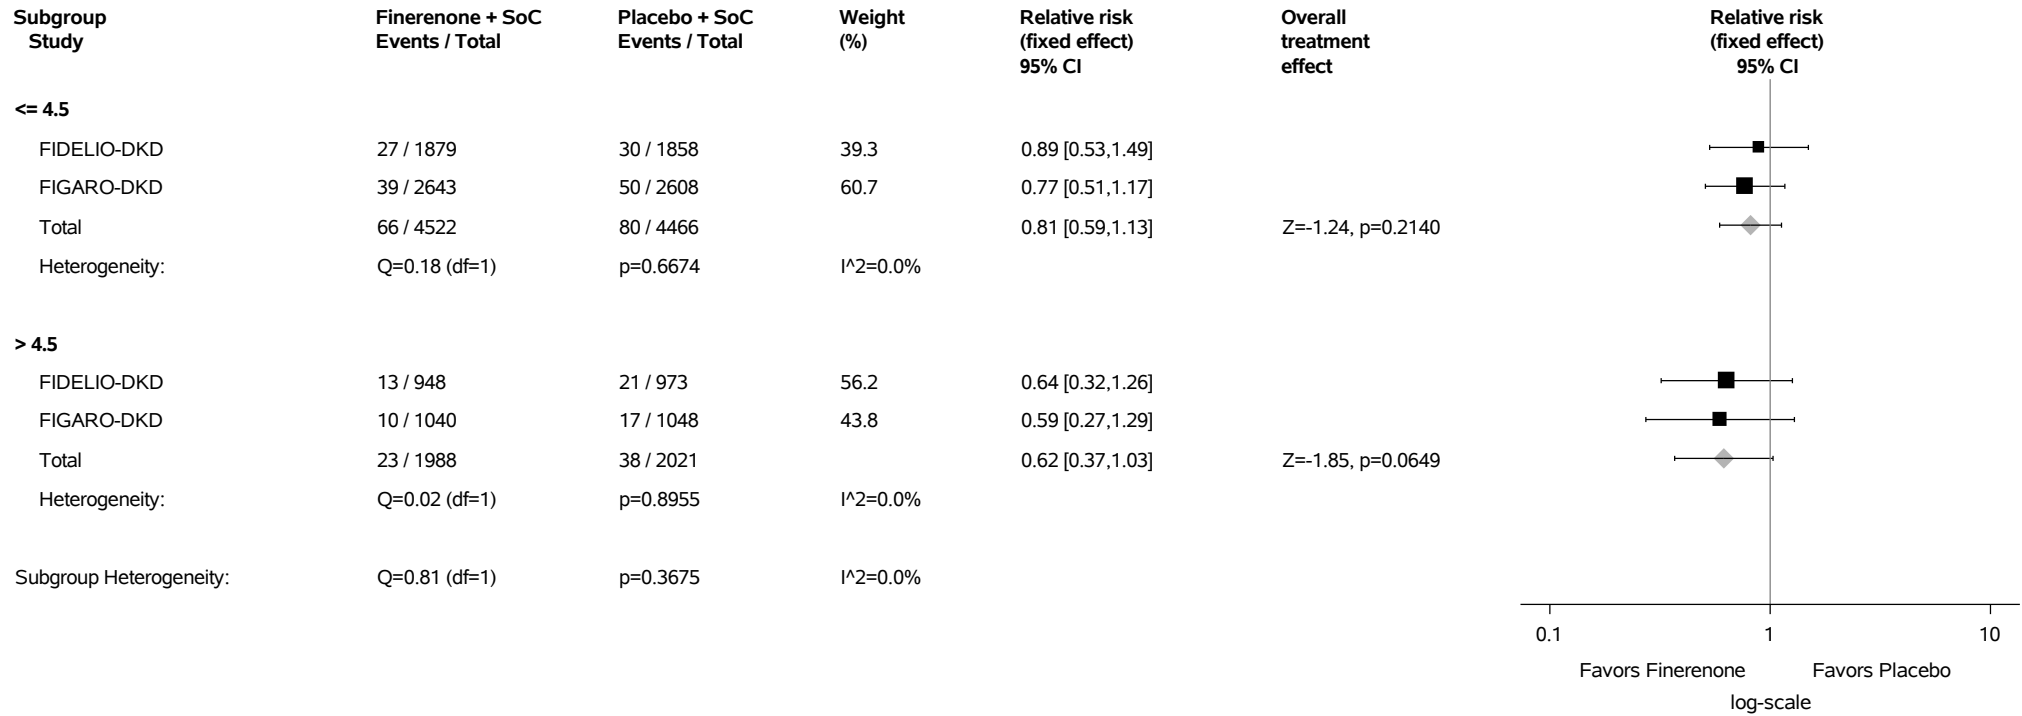 Subgroup Finerenone + SoC Placebo + SoC Weight Relative risk Overall Relative risk
Study Events / Total Events / Total (%) (fixed effect) treatment (fixed effect)
95% CI effect 95% CI
<= 4.5
FIDELIO-DKD 27 / 1879 30 / 1858 39.3 0.89 [0.53,1.49]
FIGARO-DKD 39 / 2643 50 / 2608 60.7 0.77 [0.51,1.17]
Total 66 / 4522 80 / 4466 0.81 [0.59,1.13] Z=-1.24, p=0.2140
Heterogeneity: Q=0.18 (df=1) p=0.6674 I^2=0.0%
> 4.5
FIDELIO-DKD 13 / 948 21 / 973 56.2 0.64 [0.32,1.26]
FIGARO-DKD 10 / 1040 17 / 1048 43.8 0.59 [0.27,1.29]
Total 23 / 1988 38 / 2021 0.62 [0.37,1.03] Z=-1.85, p=0.0649
Heterogeneity: Q=0.02 (df=1) p=0.8955 I^2=0.0%
Subgroup Heterogeneity: Q=0.81 (df=1) p=0.3675 I^2=0.0%
0.1 1 10
Favors Finerenone Favors Placebo
log-scale